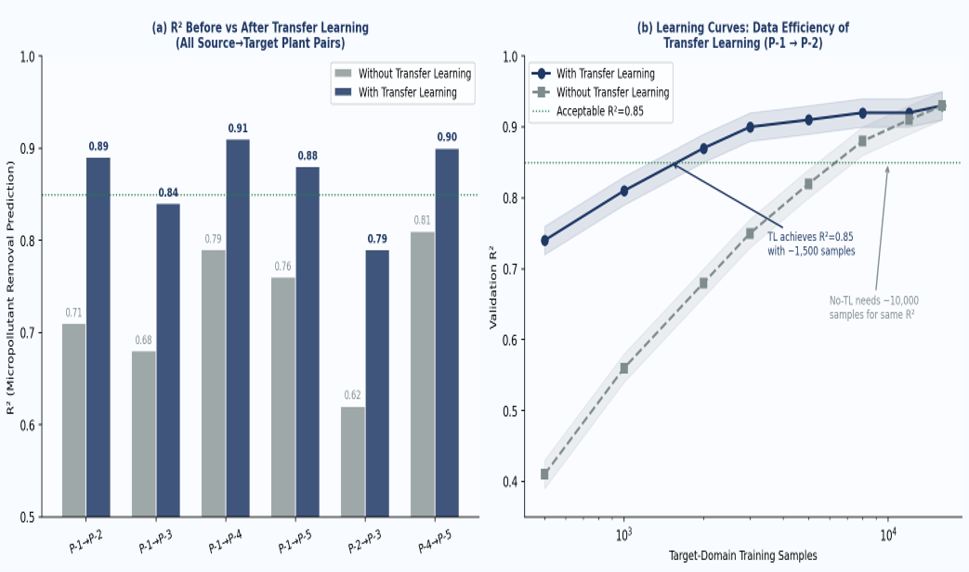 (a) R² Before vs After Transfer Learning
(All Source→Target Plant Pairs)
Without Transfer Learning
With Transfer Learning
R² (Micropollutant Removal Prediction)
1.0
0.9
0.8
0.7
0.6
0.5
0.71
0.89
0.68
0.84
0.79
0.91
0.76
0.88
0.62
0.79
0.81
0.90
P-1→P-2
P-1→P-3
P-1→P-4
P-1→P-5
P-2→P-3
P-4→P-5
(b) Learning Curves: Data Efficiency of
Transfer Learning (P-1 → P-2)
With Transfer Learning
Without Transfer Learning
Acceptable R²=0.85
Validation R²
1.0
0.9
0.8
0.7
0.6
0.5
0.4
TL achieves R²=0.85
with ~1,500 samples
No-TL needs ~10,000
samples for same R²
10³
10⁴
Target-Domain Training Samples